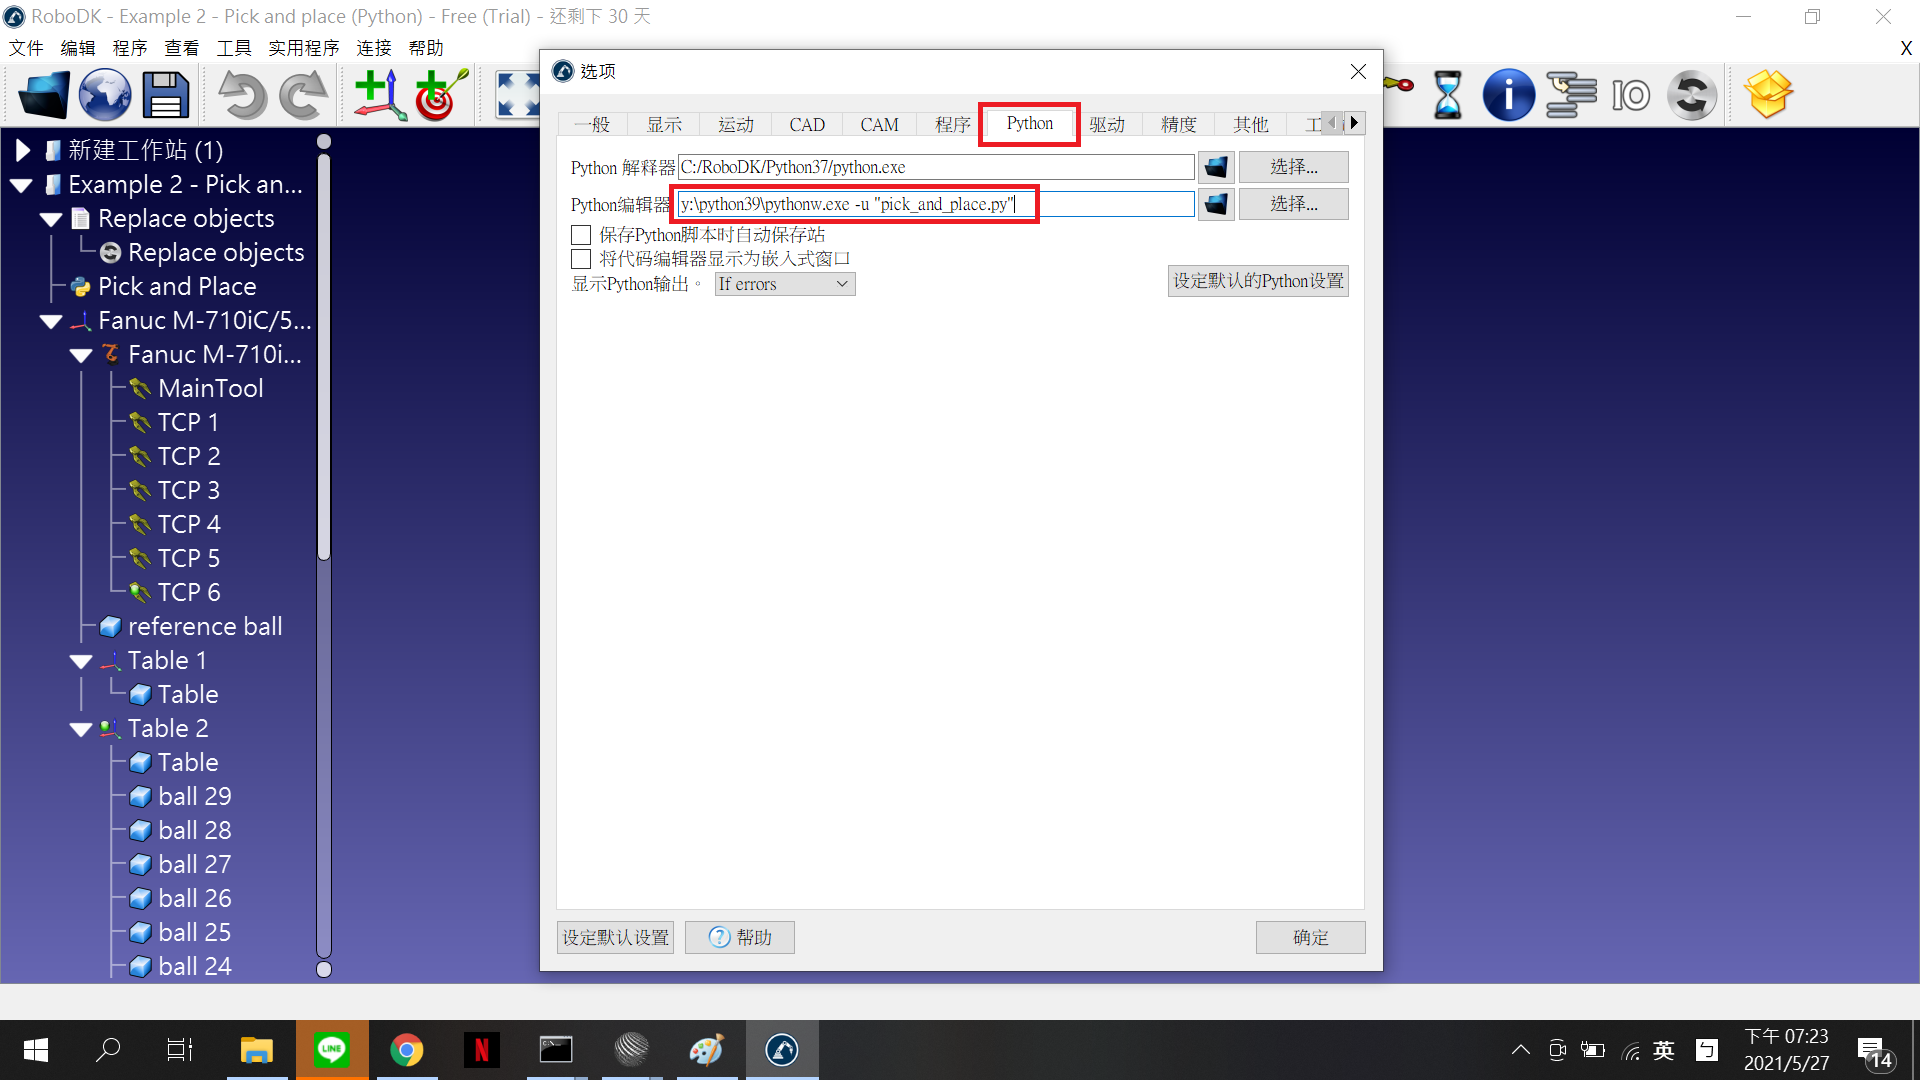 RoboDK - Example 2 - Pick and place (Python) - Free (Trial) - 还剩下 30 天
文件 编辑 程序 查看 工具 实用程序 连接 帮助
X
选项
一般 显示 运动 CAD CAM 程序 Python 驱动 精度 其他 工
Python 解释器 C:/RoboDK/Python37/python.exe 选择...
Python编辑器 y:\python39\pythonw.exe -u "pick_and_place.py" 选择...
保存Python脚本时自动保存站
将代码编辑器显示为嵌入式窗口
显示Python输出。 If errors
设定默认的Python设置
设定默认设置 ? 帮助 确定
i
IO
新建工作站 (1)
Example 2 - Pick an...
Replace objects
Replace objects
Pick and Place
Fanuc M-710iC/5...
Fanuc M-710i...
MainTool
TCP 1
TCP 2
TCP 3
TCP 4
TCP 5
TCP 6
reference ball
Table 1
Table
Table 2
Table
ball 29
ball 28
ball 27
ball 26
ball 25
ball 24
LINE
N
英
ㄅ
下午 07:23
2021/5/27
14